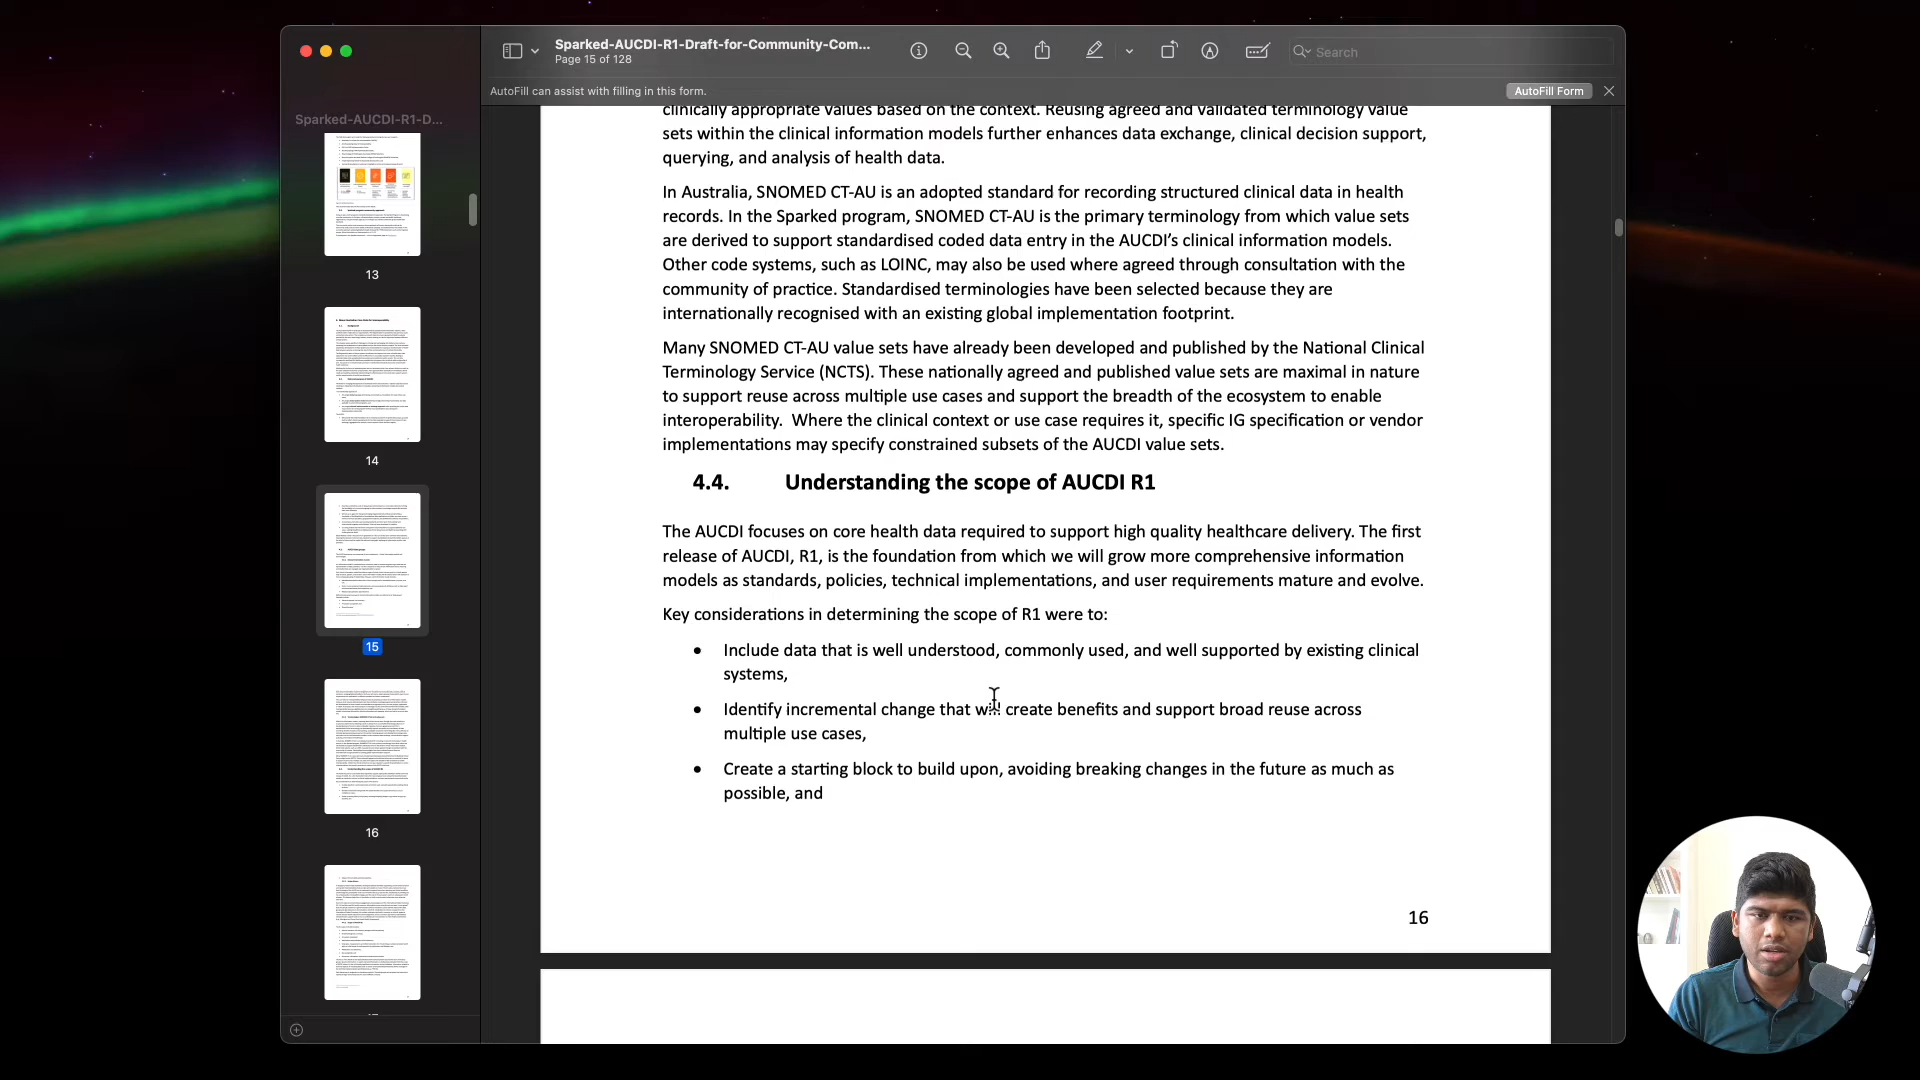 Sparked-AUCDI-R1-Draft-for-Community-Com...
Page 15 of 128
Search
AutoFill can assist with filling in this form.
AutoFill Form
Sparked-AUCDI-R1-D...
13
14
15
16
clinically appropriate values based on the context. Reusing agreed and validated terminology value
sets within the clinical information models further enhances data exchange, clinical decision support,
querying, and analysis of health data.
In Australia, SNOMED CT-AU is an adopted standard for recording structured clinical data in health
records. In the Sparked program, SNOMED CT-AU is the primary terminology from which value sets
are derived to support standardised coded data entry in the AUCDI’s clinical information models.
Other code systems, such as LOINC, may also be used where agreed through consultation with the
community of practice. Standardised terminologies have been selected because they are
internationally recognised with an existing global implementation footprint.
Many SNOMED CT-AU value sets have already been developed and published by the National Clinical
Terminology Service (NCTS). These nationally agreed and published value sets are maximal in nature
to support reuse across multiple use cases and support the breadth of the ecosystem to enable
interoperability.  Where the clinical context or use case requires it, specific IG specification or vendor
implementations may specify constrained subsets of the AUCDI value sets.
4.4. Understanding the scope of AUCDI R1
The AUCDI focuses on core health data required to support high quality healthcare delivery. The first
release of AUCDI, R1, is the foundation from which we will grow more comprehensive information
models as standards, policies, technical implementations, and user requirements mature and evolve.
Key considerations in determining the scope of R1 were to:
• Include data that is well understood, commonly used, and well supported by existing clinical
systems,
• Identify incremental change that will create benefits and support broad reuse across
multiple use cases,
• Create a starting block to build upon, avoiding breaking changes in the future as much as
possible, and
16